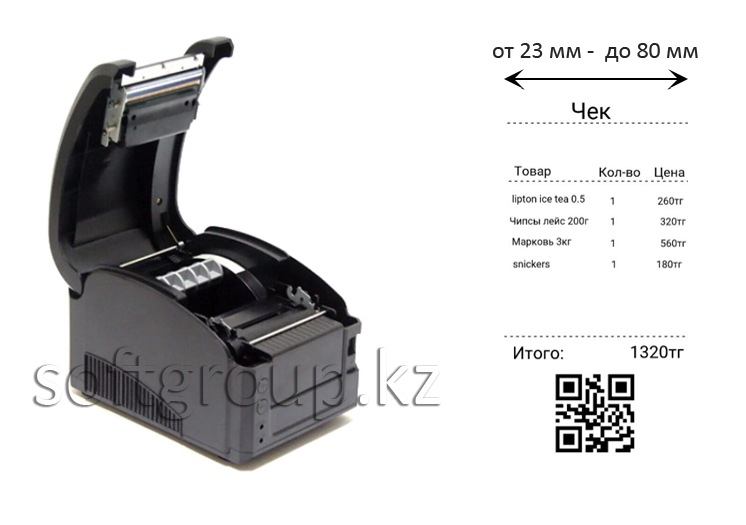 от 23 мм - до 80 мм
Чек
Товар Кол-во Цена
lipton ice tea 0.5 1 260тг
Чипсы лейс 200г 1 320тг
Марковь 3кг 1 560тг
snickers 1 180тг
Итого: 1320тг
softgroup.kz